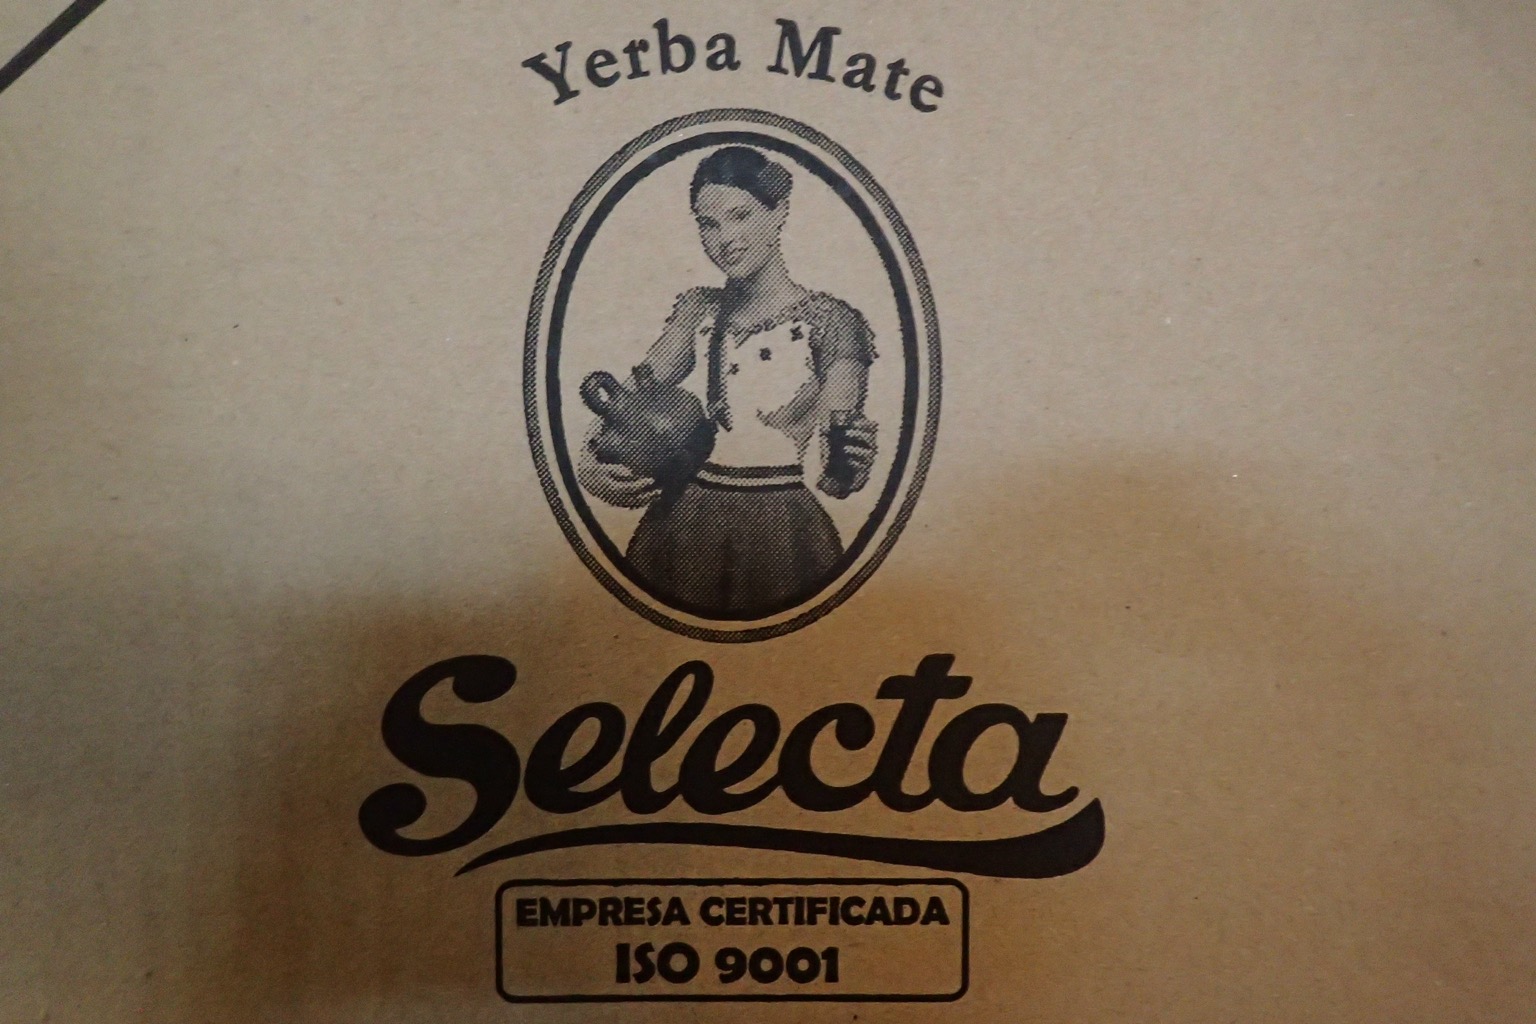 Yerba Mate
Selecta
EMPRESA CERTIFICADA
ISO 9001